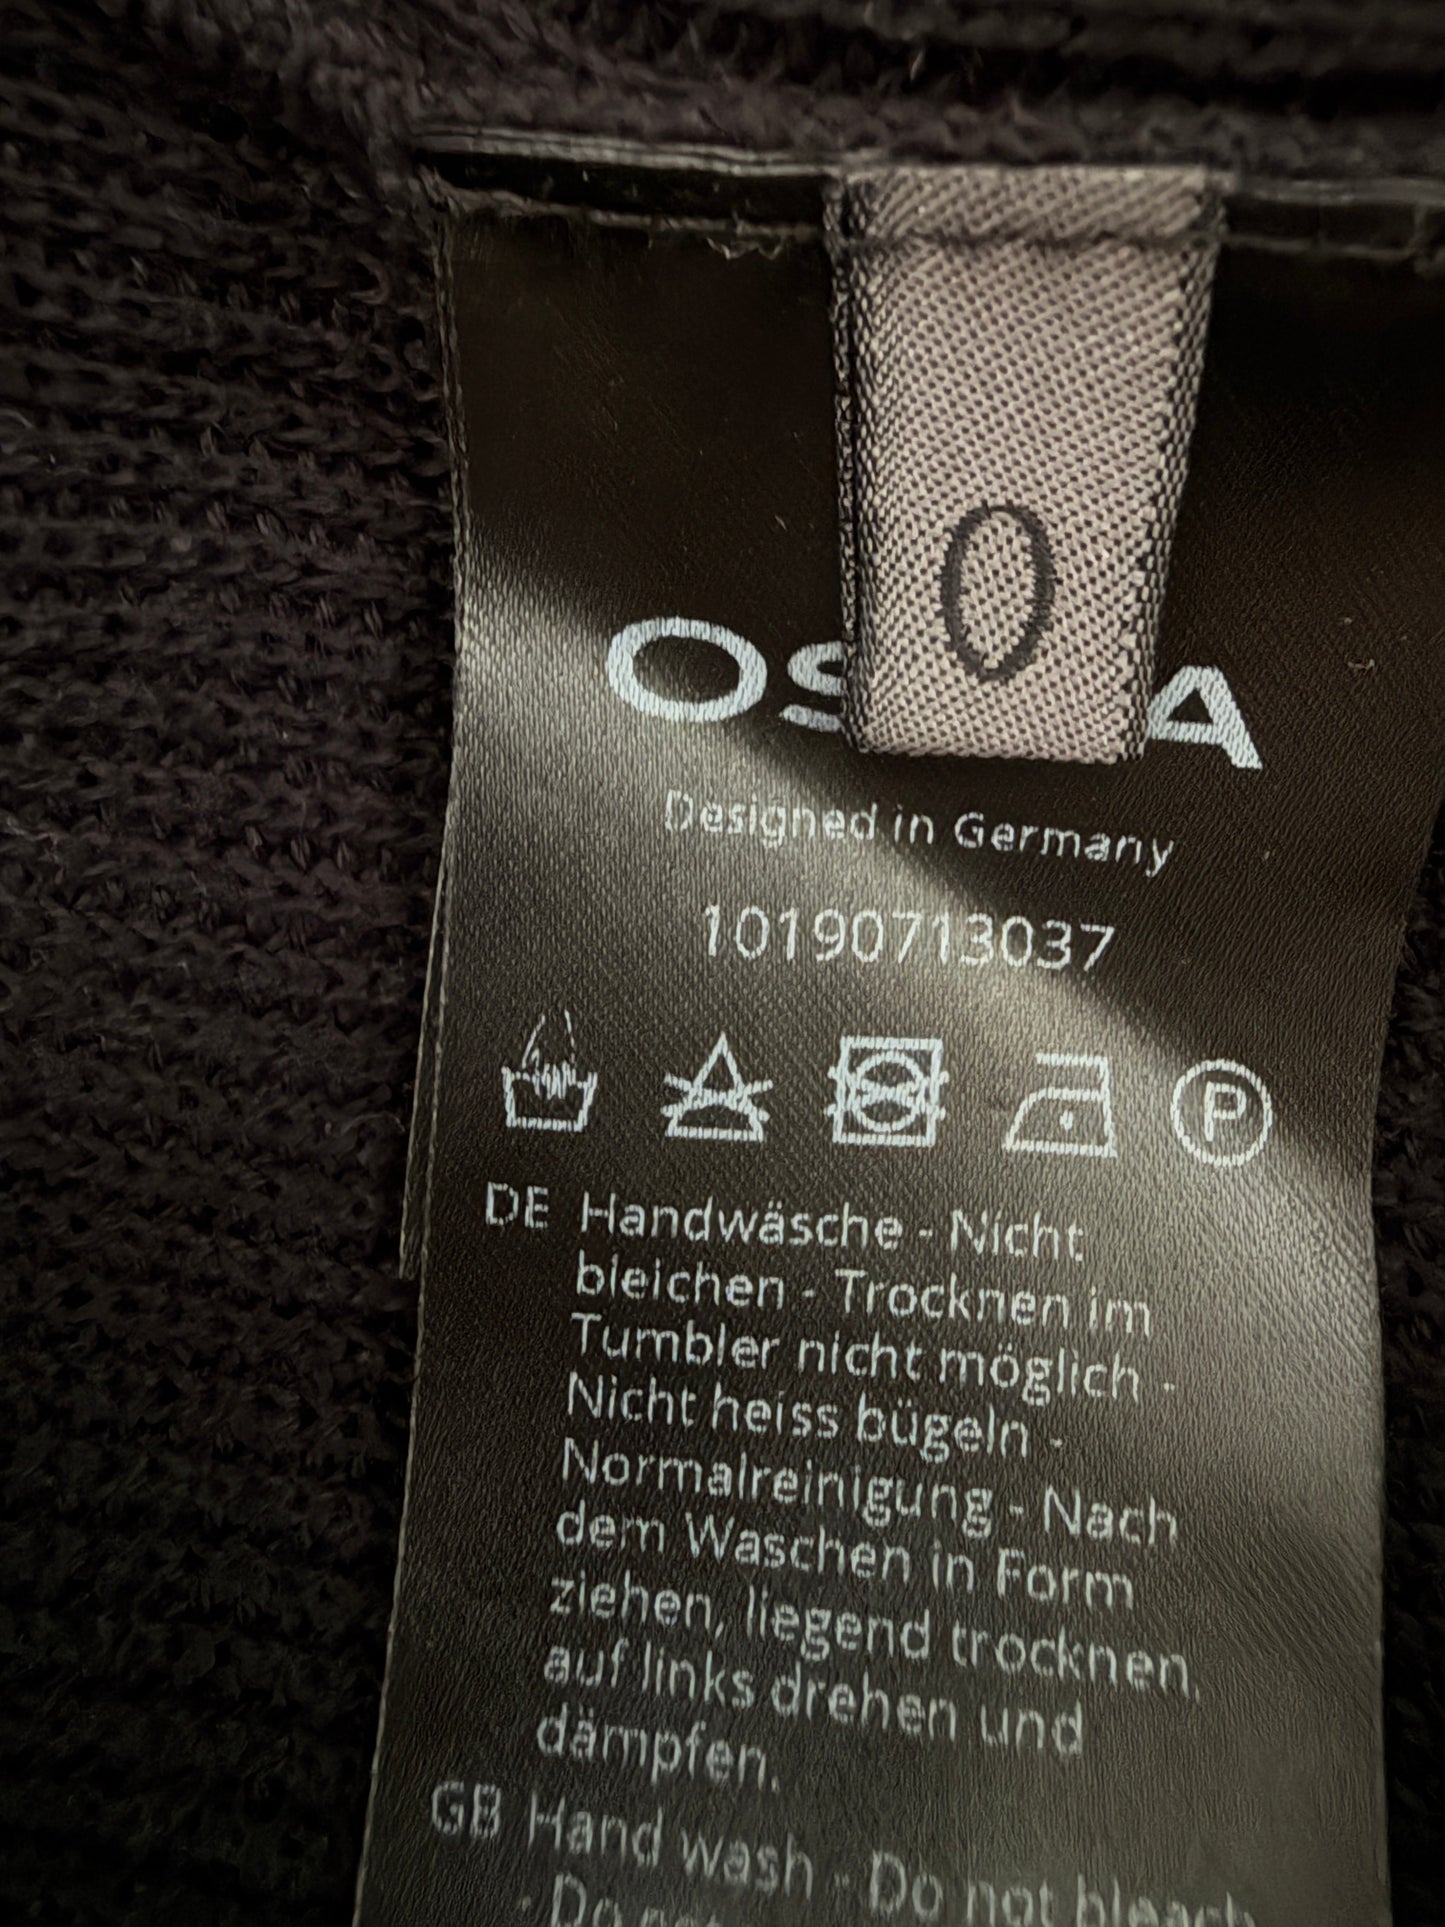 0
OS A
Designed in Germany
10190713037
P
DE Handwäsche - Nicht
bleichen - Trocknen im
Tumbler nicht möglich -
Nicht heiss bügeln -
Normalreinigung - Nach
dem Waschen in Form
ziehen, liegend trocknen,
auf links drehen und
dämpfen.
GB Hand wash - Do not bleach
- Do not